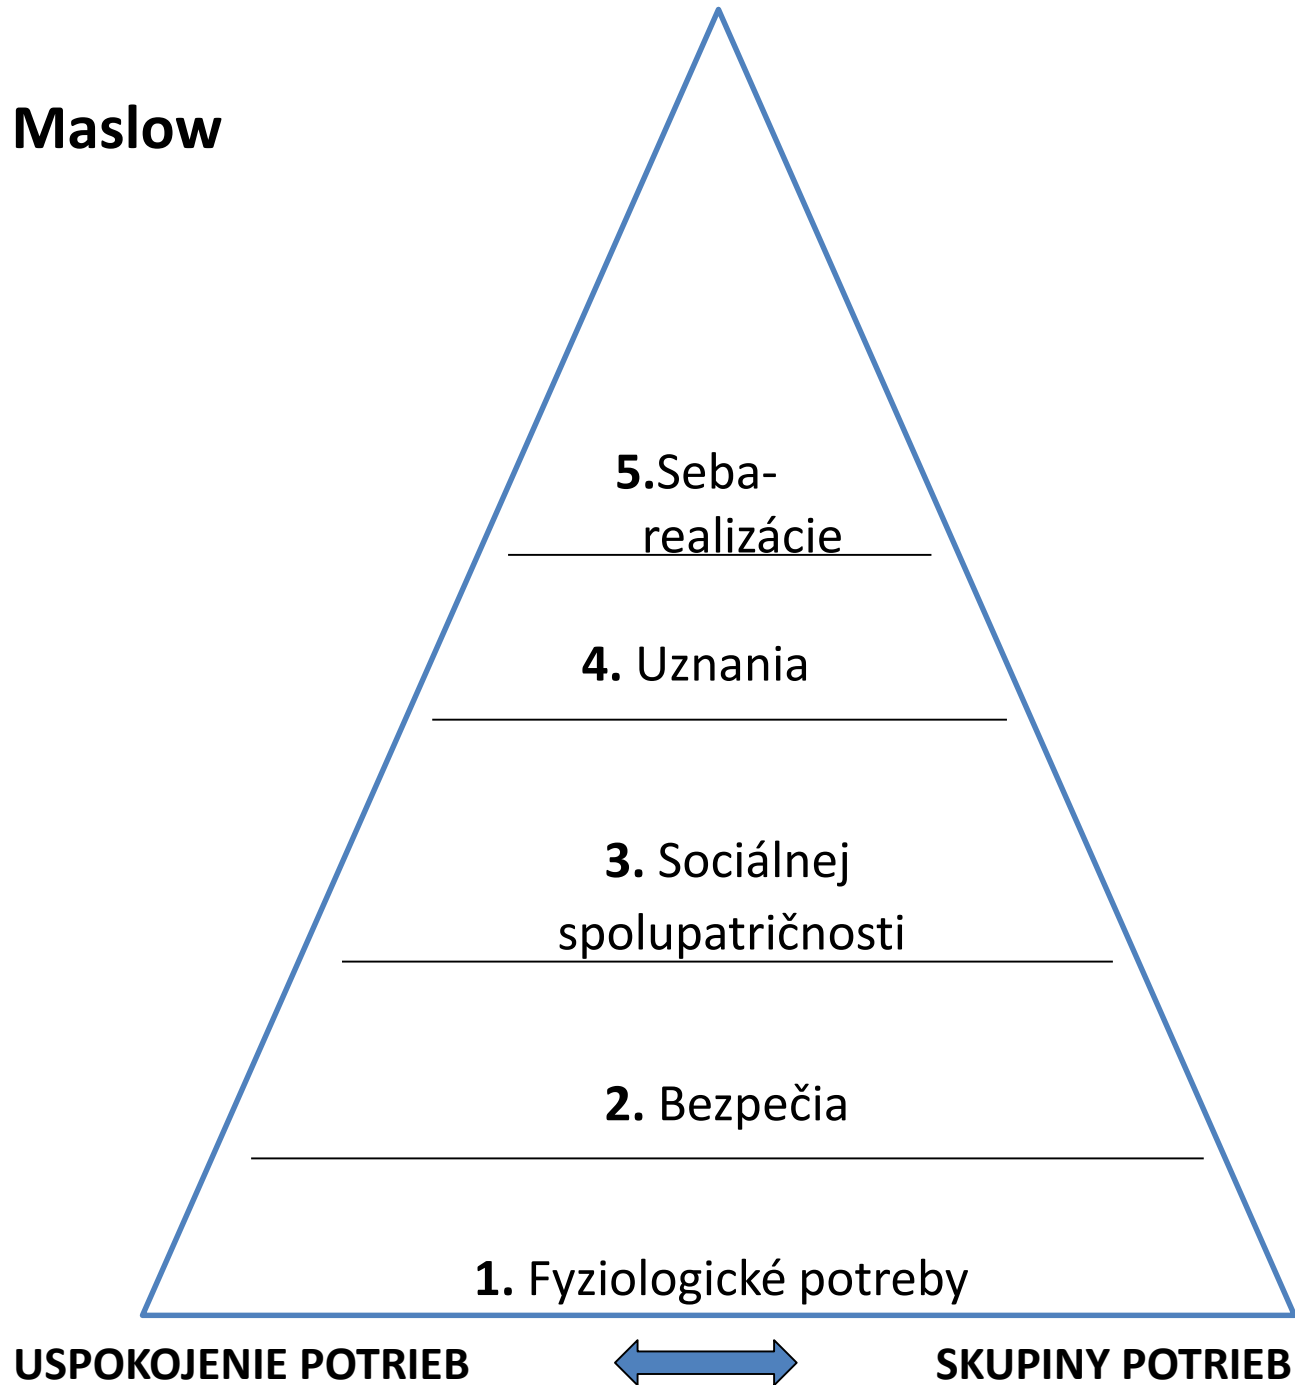 Maslow
5.Seba-
realizácie
4. Uznania
3. Sociálnej
spolupatričnosti
2. Bezpečia
1. Fyziologické potreby
USPOKOJENIE POTRIEB
SKUPINY POTRIEB